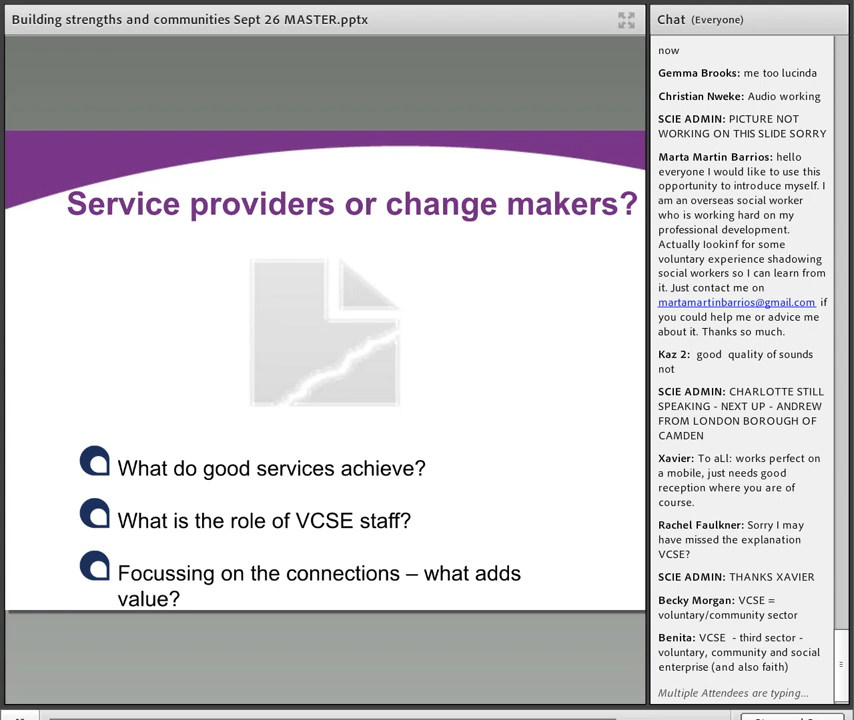 Building strengths and communities Sept 26 MASTER.pptx
Service providers or change makers?
What do good services achieve?
What is the role of VCSE staff?
Focussing on the connections – what adds
value?
Chat (Everyone)
now
Gemma Brooks: me too lucinda
Christian Nweke: Audio working
SCIE ADMIN: PICTURE NOT
WORKING ON THIS SLIDE SORRY
Marta Martin Barrios: hello
everyone I would like to use this
opportunity to introduce myself. I
am an overseas social worker
who is working hard on my
professional development.
Actually lookinf for some
voluntary experience shadowing
social workers so I can learn from
it. Just contact me on
martamartinbarrios@gmail.com if
you could help me or advice me
about it. Thanks so much.
Kaz 2: good quality of sounds
not
SCIE ADMIN: CHARLOTTE STILL
SPEAKING - NEXT UP - ANDREW
FROM LONDON BOROUGH OF
CAMDEN
Xavier: To aLl: works perfect on
a mobile, just needs good
reception where you are of
course.
Rachel Faulkner: Sorry I may
have missed the explanation
VCSE?
SCIE ADMIN: THANKS XAVIER
Becky Morgan: VCSE =
voluntary/community sector
Benita: VCSE - third sector -
voluntary, community and social
enterprise (and also faith)
Multiple Attendees are typing...